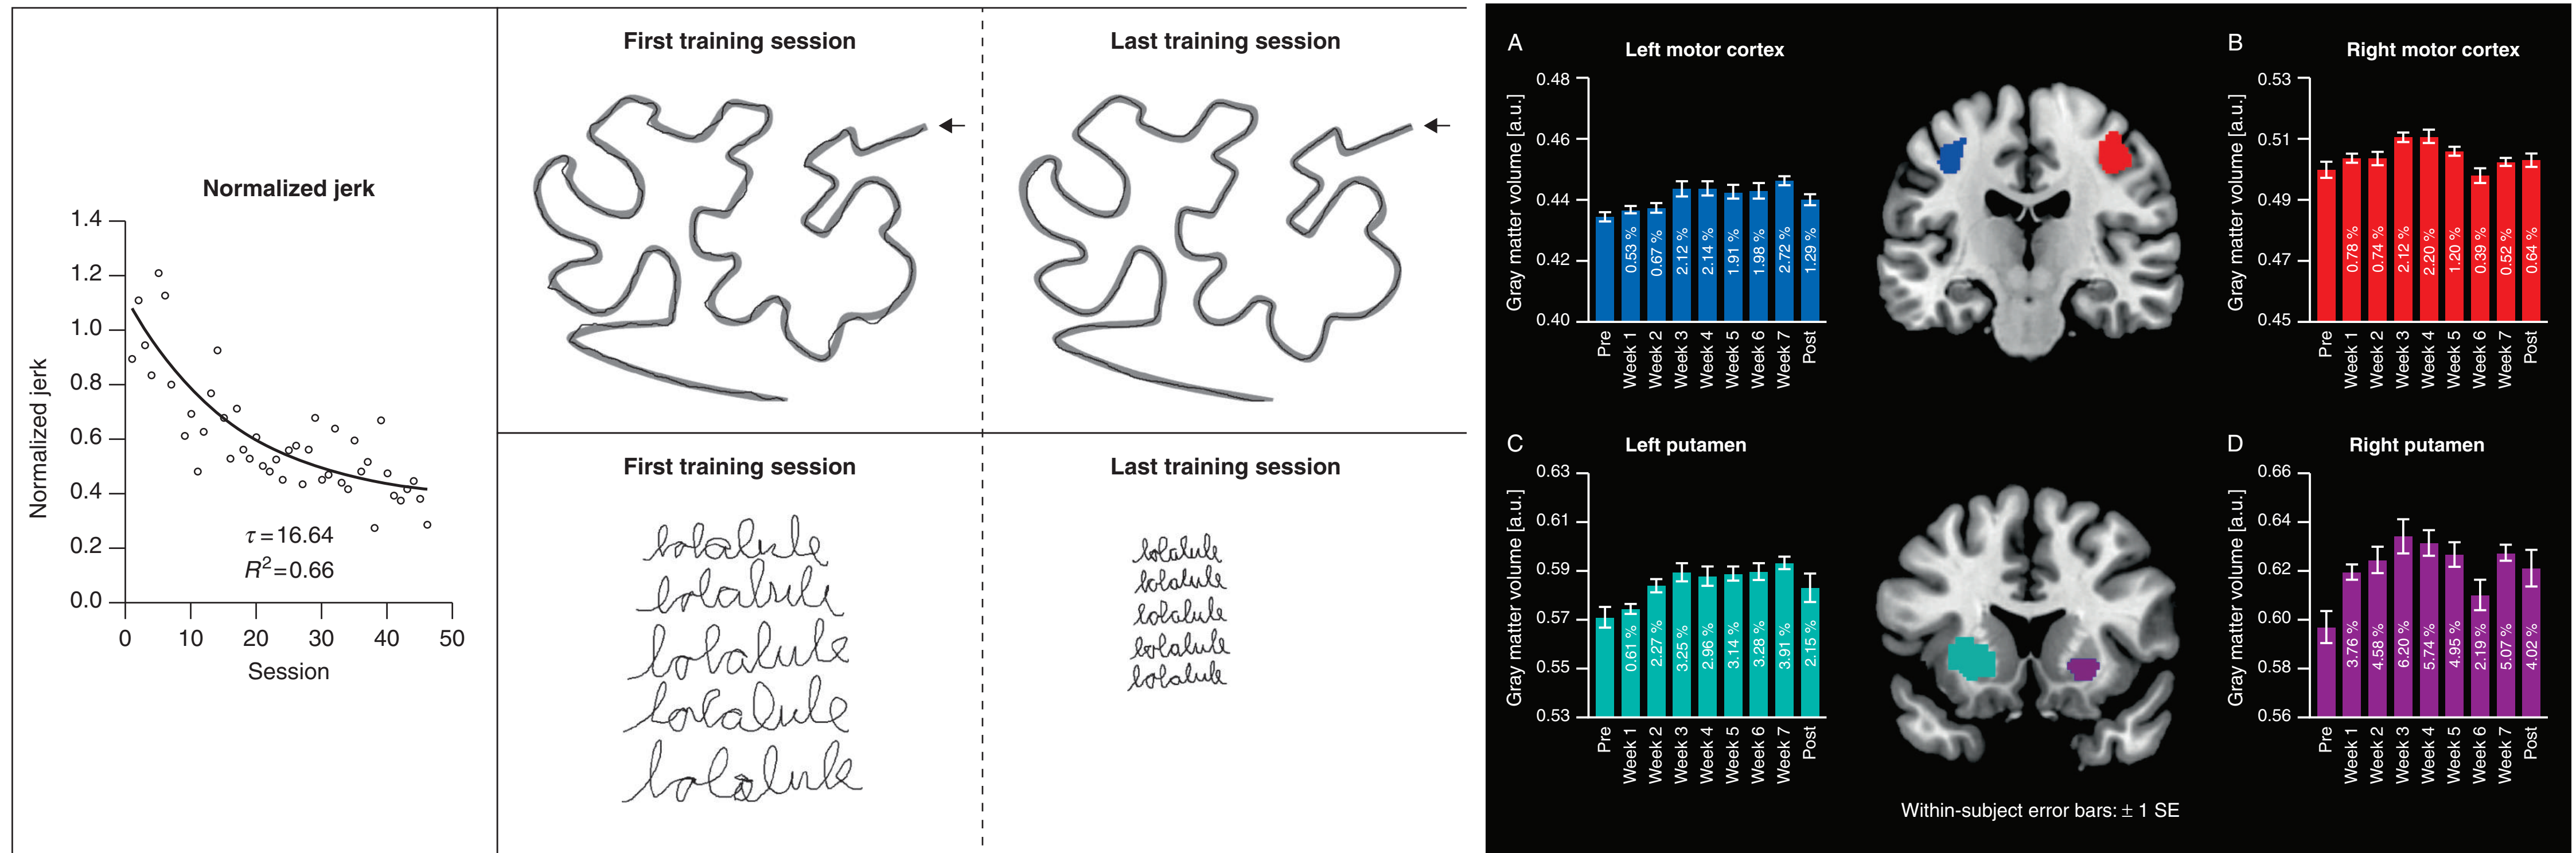 Normalized jerk
Normalized jerk
1.4
1.2
1.0
0.8
0.6
0.4
0.2
0.0
τ = 16.64
R² = 0.66
0 10 20 30 40 50
Session
First training session
Last training session
First training session
lobalule
lobalule
lobalule
lobalule
lobalule
Last training session
lobalule
lobalule
lobalule
lobalule
lobalule
A
Left motor cortex
Gray matter volume [a.u.]
0.48
0.46
0.44
0.42
0.40
0.53 %
0.67 %
2.12 %
2.14 %
1.91 %
1.98 %
2.72 %
1.29 %
Pre
Week 1
Week 2
Week 3
Week 4
Week 5
Week 6
Week 7
Post
B
Right motor cortex
Gray matter volume [a.u.]
0.53
0.51
0.49
0.47
0.45
0.78 %
0.74 %
2.12 %
2.20 %
1.20 %
0.39 %
0.52 %
0.64 %
Pre
Week 1
Week 2
Week 3
Week 4
Week 5
Week 6
Week 7
Post
C
Left putamen
Gray matter volume [a.u.]
0.63
0.61
0.59
0.57
0.55
0.53
0.61 %
2.27 %
3.25 %
2.96 %
3.14 %
3.28 %
3.91 %
2.15 %
Pre
Week 1
Week 2
Week 3
Week 4
Week 5
Week 6
Week 7
Post
D
Right putamen
Gray matter volume [a.u.]
0.66
0.64
0.62
0.60
0.58
0.56
3.76 %
4.58 %
6.20 %
5.74 %
4.95 %
2.19 %
5.07 %
4.02 %
Pre
Week 1
Week 2
Week 3
Week 4
Week 5
Week 6
Week 7
Post
Within-subject error bars: ± 1 SE